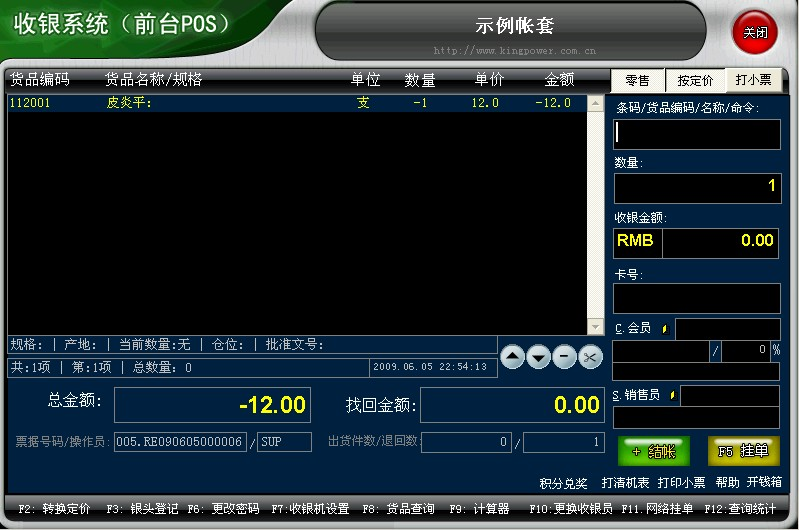 收银系统（前台POS）
示例帐套
http://www.kingpower.com.cn
关闭
货品编码 货品名称/规格 单位 数量 单价 金额
112001 皮炎平: 支 -1 12.0 -12.0
零售 按定价 打小票
条码/货品编码/名称/命令:
数量:
1
收银金额:
RMB 0.00
卡号:
C.会员
/ 0 %
S.销售员
+ 结帐 F5 挂单
规格: | 产地: | 当前数量:无 | 仓位: | 批准文号:
共:1项 | 第:1项 | 总数量: 0 2009.06.05 22:54:13
总金额: -12.00 找回金额: 0.00
票据号码/操作员: 005.RE090605000006 / SUP 出货件数/退回数: 0 / 1
积分兑奖 打清机表 打印小票 帮助 开钱箱
F2: 转换定价 F3: 银头登记 F6: 更改密码 F7:收银机设置 F8: 货品查询 F9: 计算器 F10:更换收银员 F11.网络挂单 F12:查询统计